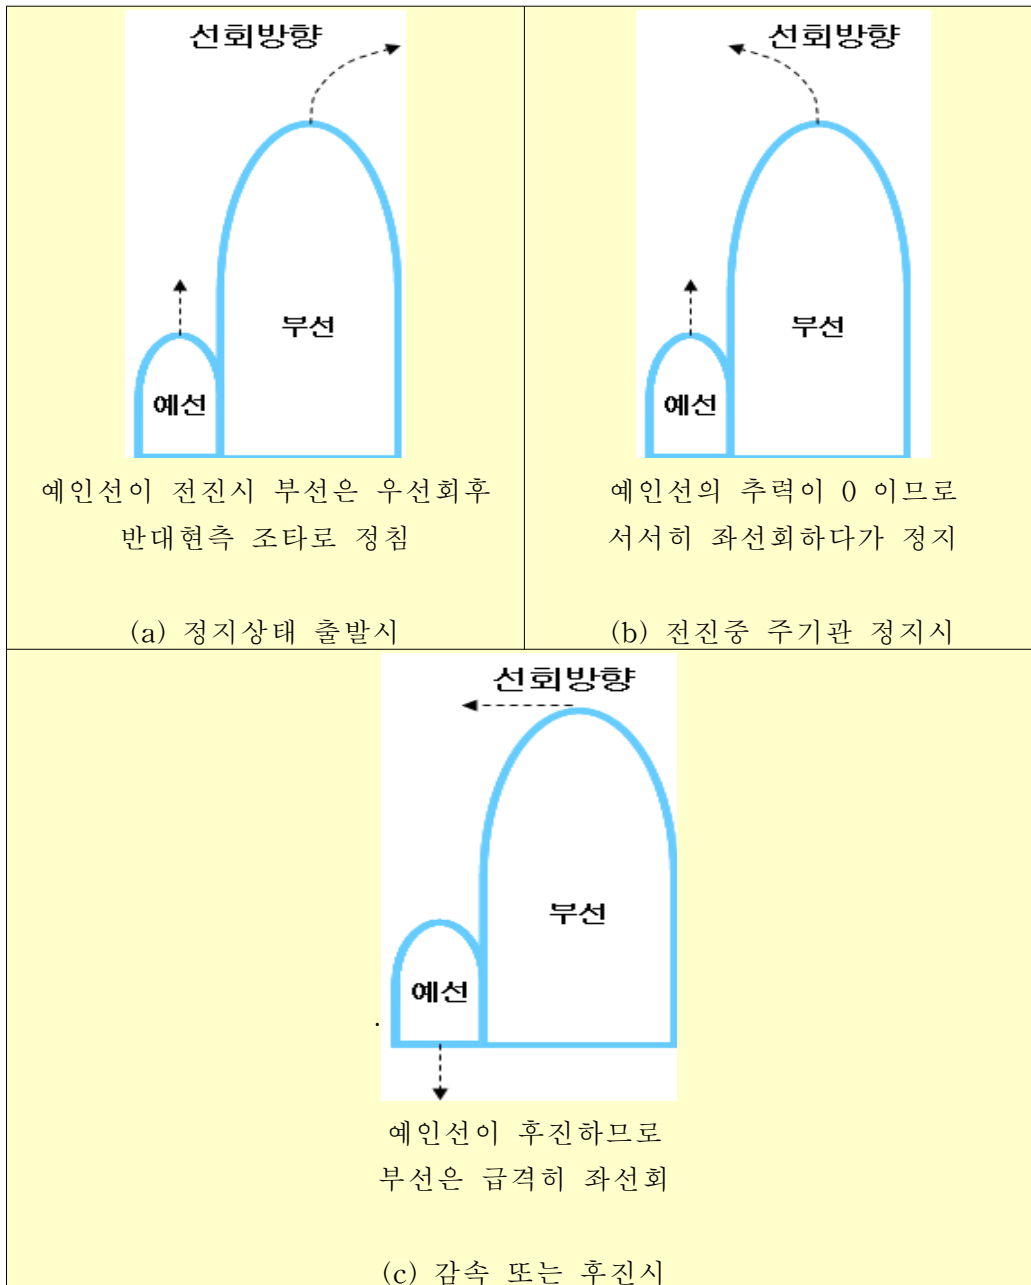 선회방향
부선
예선
예인선이 전진시 부선은 우선회후
반대현측 조타로 정침
(a) 정지상태 출발시
선회방향
부선
예선
예인선의 추력이 0 이므로
서서히 좌선회하다가 정지
(b) 전진중 주기관 정지시
선회방향
부선
예선
.
예인선이 후진하므로
부선은 급격히 좌선회
(c) 감속 또는 후진시